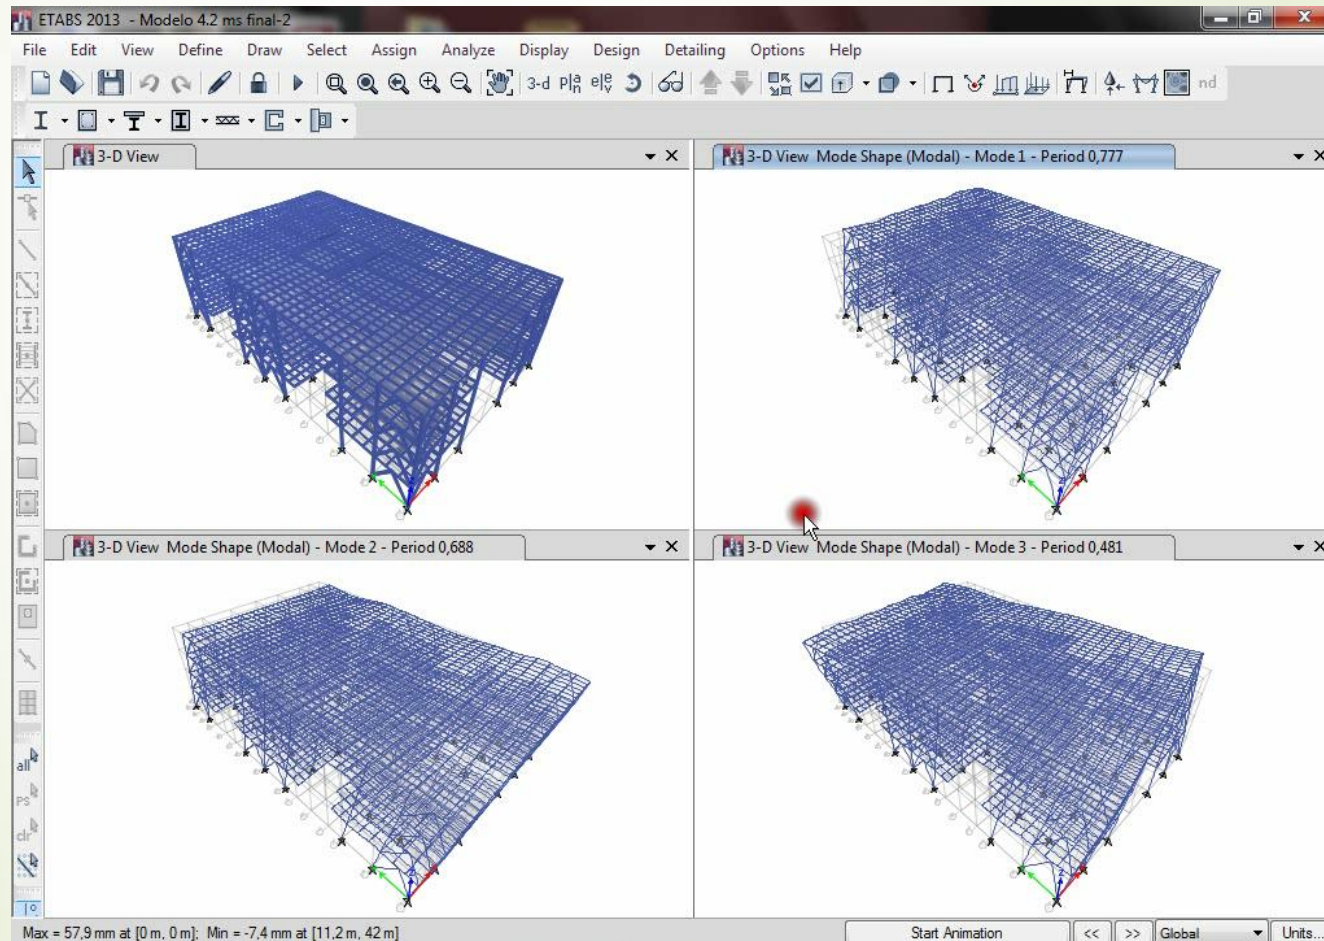 ETABS 2013 - Modelo 4.2 ms final-2
File Edit View Define Draw Select Assign Analyze Display Design Detailing Options Help
3-d pla n ele v nd
3-D View
3-D View Mode Shape (Modal) - Mode 1 - Period 0,777
3-D View Mode Shape (Modal) - Mode 2 - Period 0,688
3-D View Mode Shape (Modal) - Mode 3 - Period 0,481
all
ps
clr
Max = 57,9 mm at [0 m, 0 m]; Min = -7,4 mm at [11,2 m, 42 m]
Start Animation << >> Global Units...